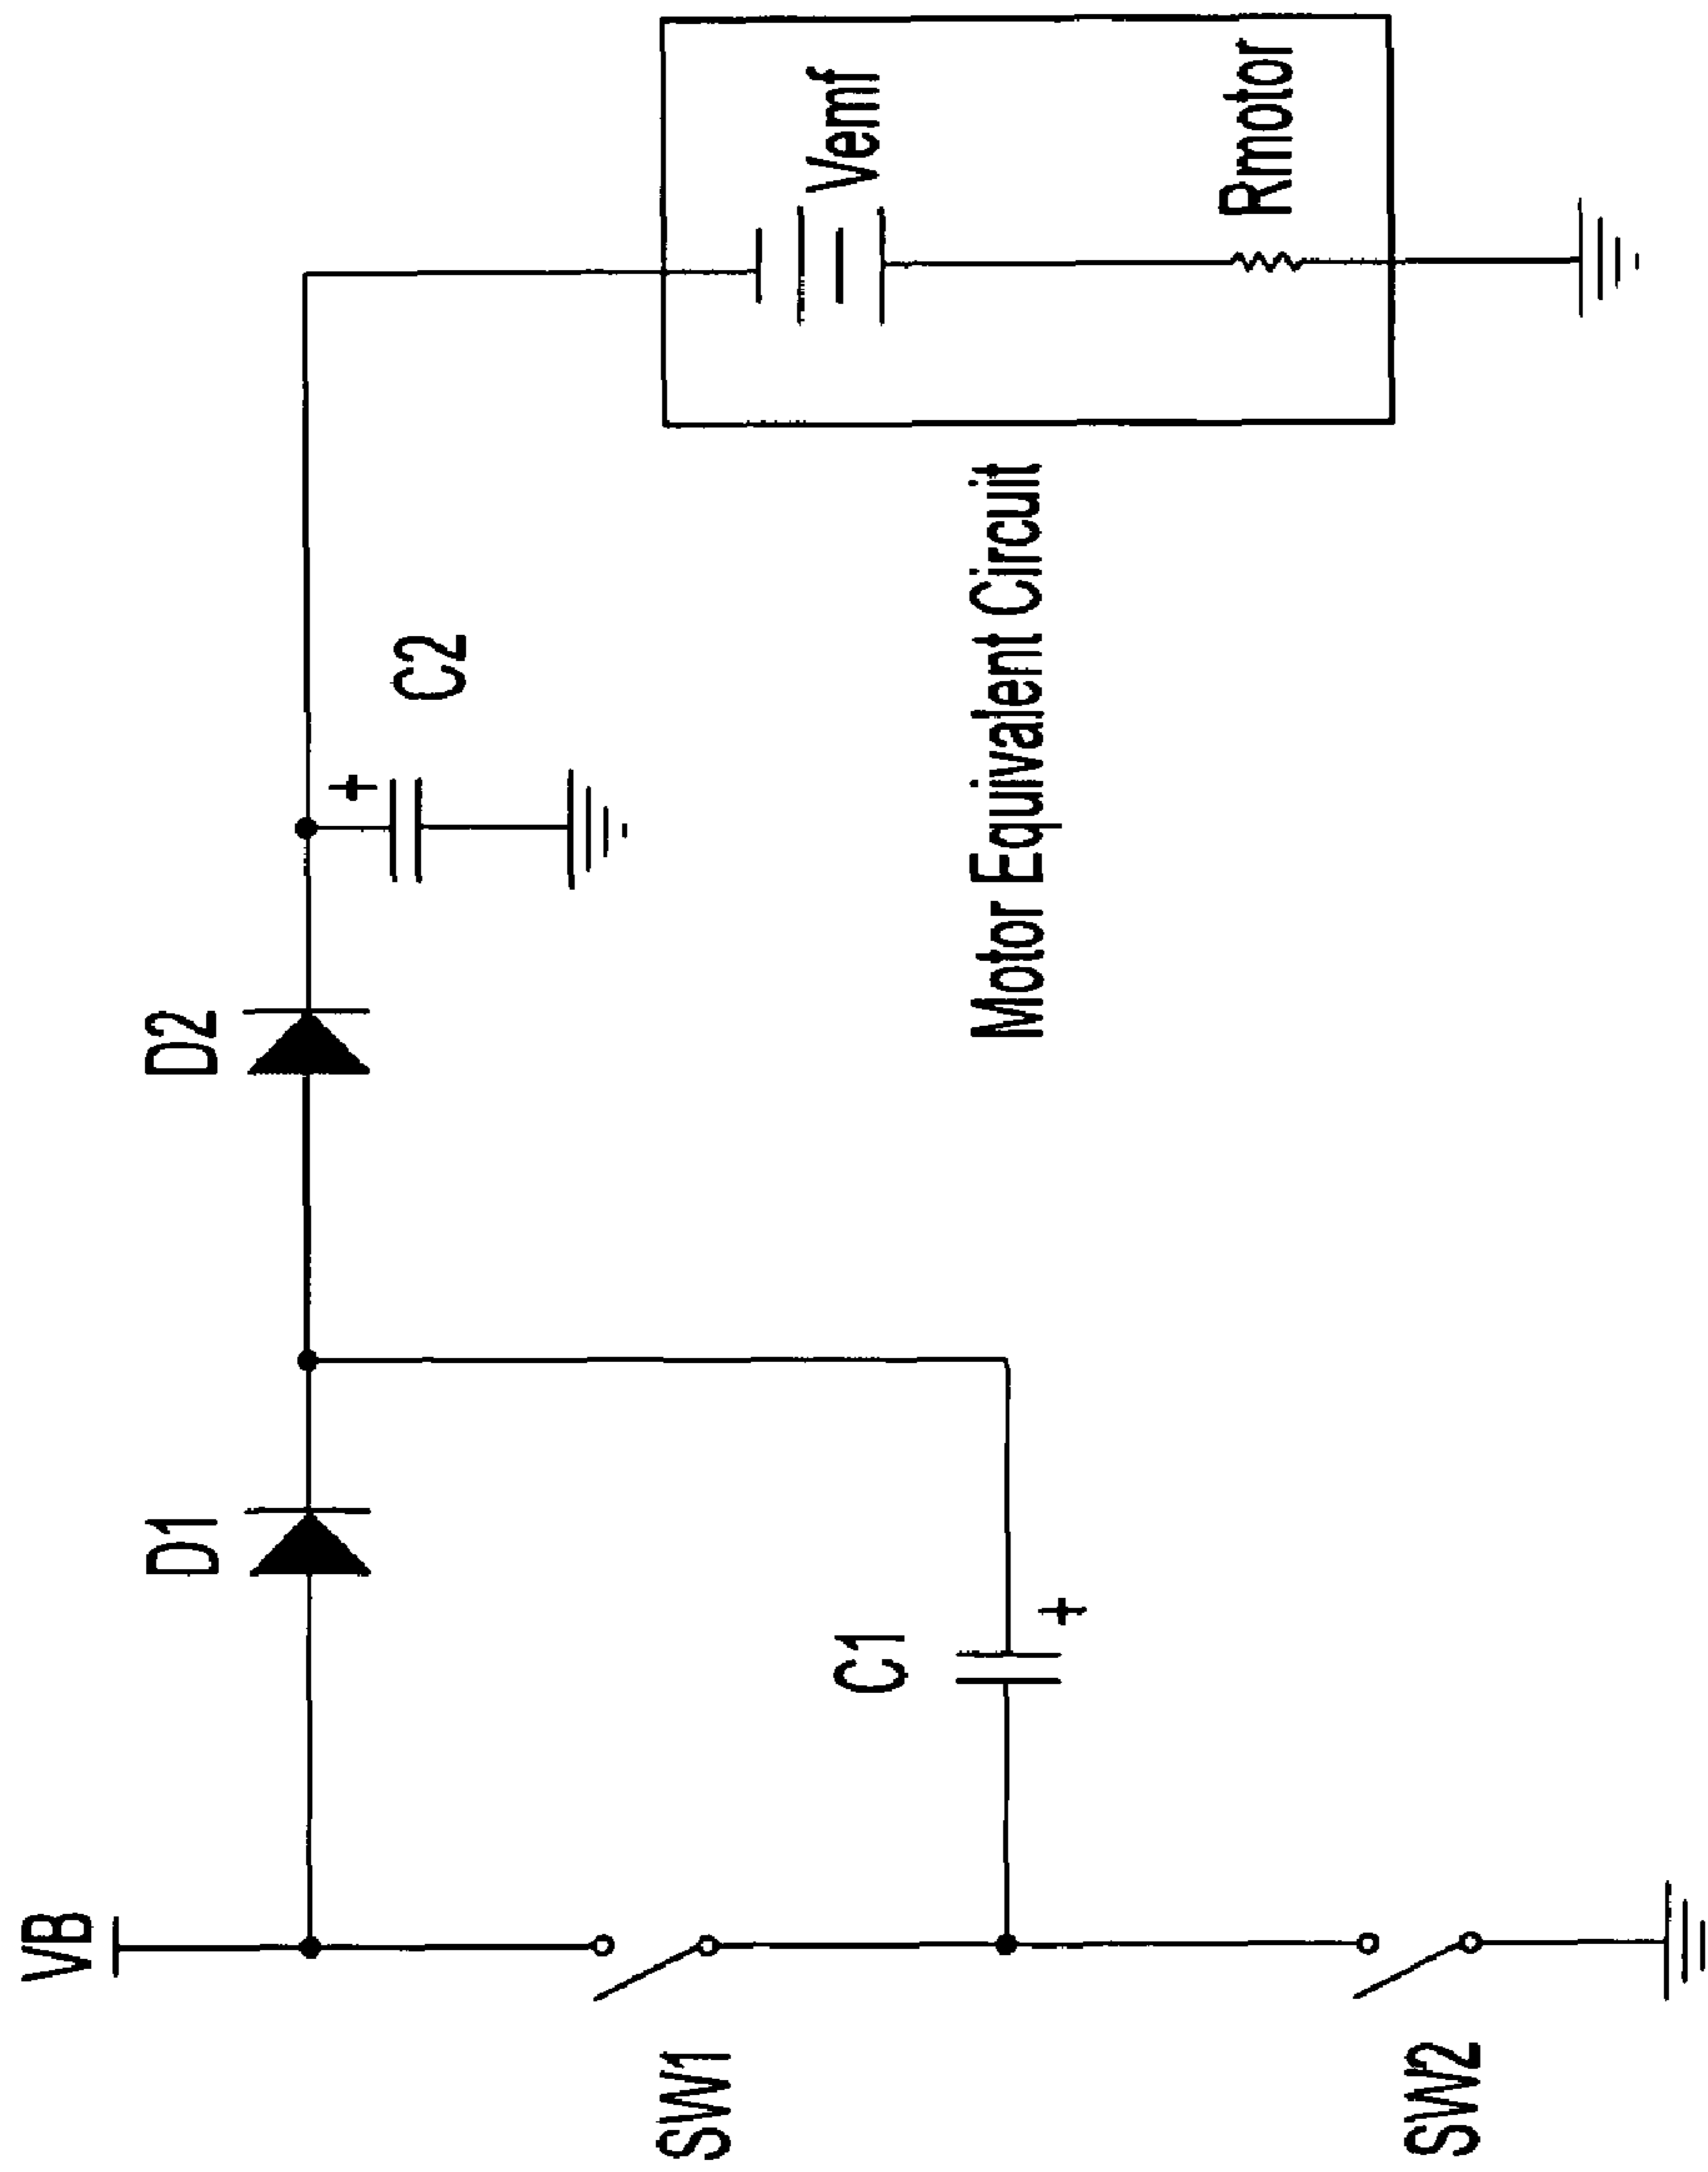 VB
D1
D2
C2
Vemf
Rmotor
Motor Equivalent Circuit
C1
SW1
SW2
+
+